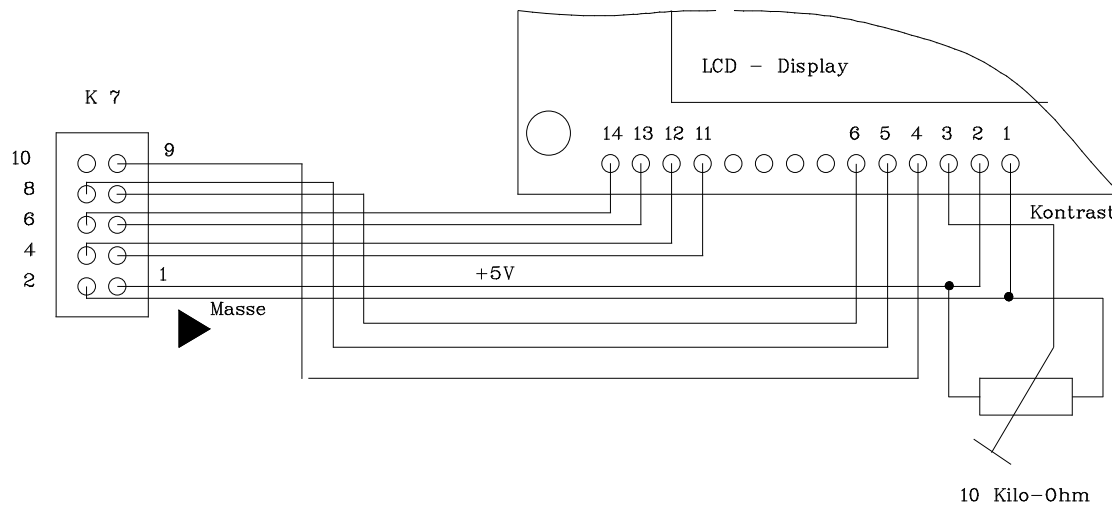 LCD - Display
K 7
14 13 12 11 6 5 4 3 2 1
10 9
8
6
Kontrast
4
2 1 +5V
Masse
10 Kilo-Ohm